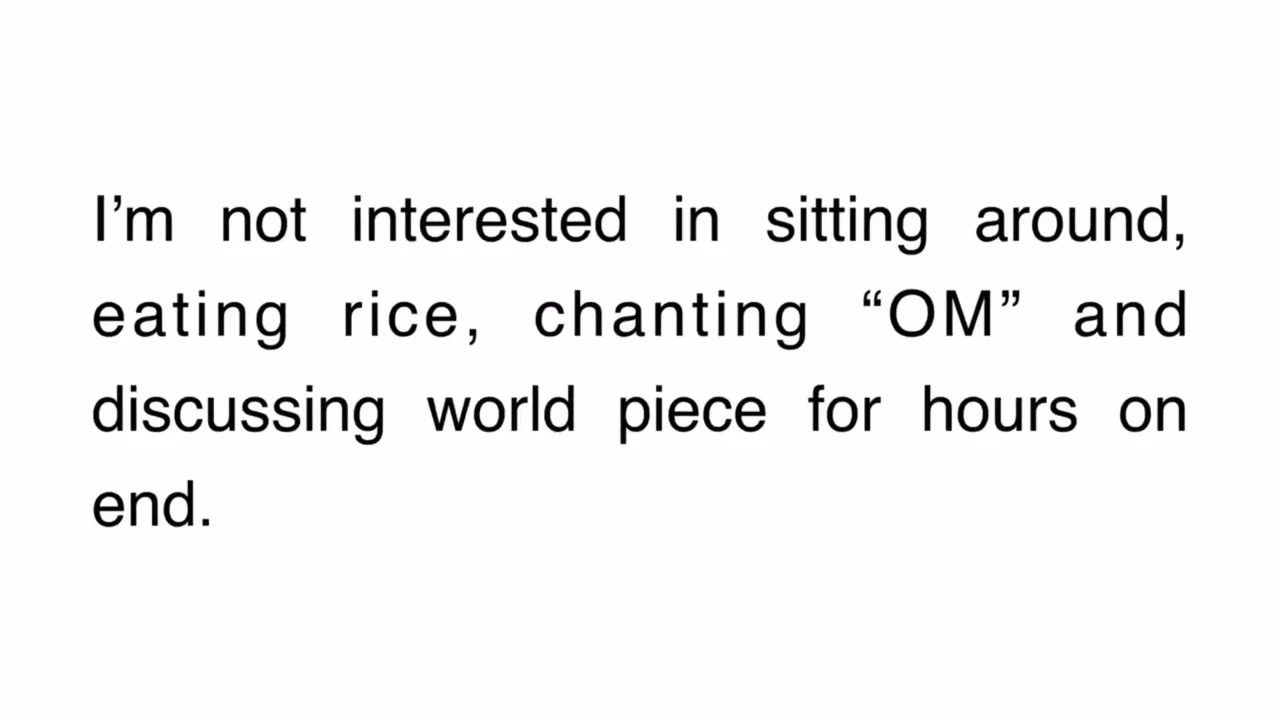 I’m not interested in sitting around,
eating rice, chanting “OM” and
discussing world piece for hours on
end.